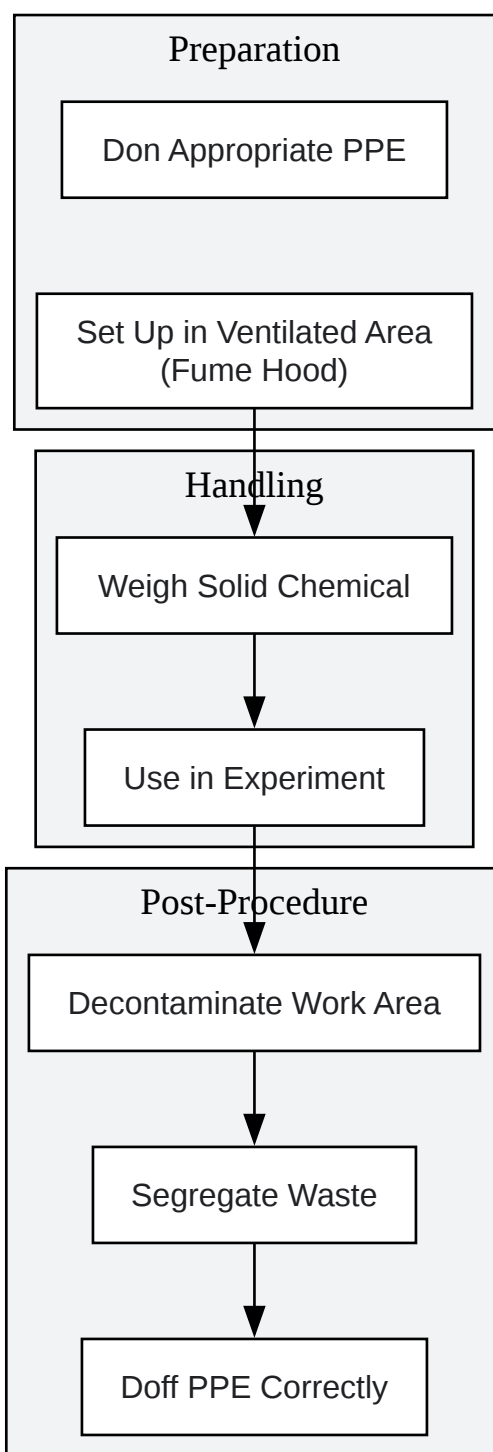 Preparation
Don Appropriate PPE
Set Up in Ventilated Area
(Fume Hood)
Handling
Weigh Solid Chemical
Use in Experiment
Post-Procedure
Decontaminate Work Area
Segregate Waste
Doff PPE Correctly